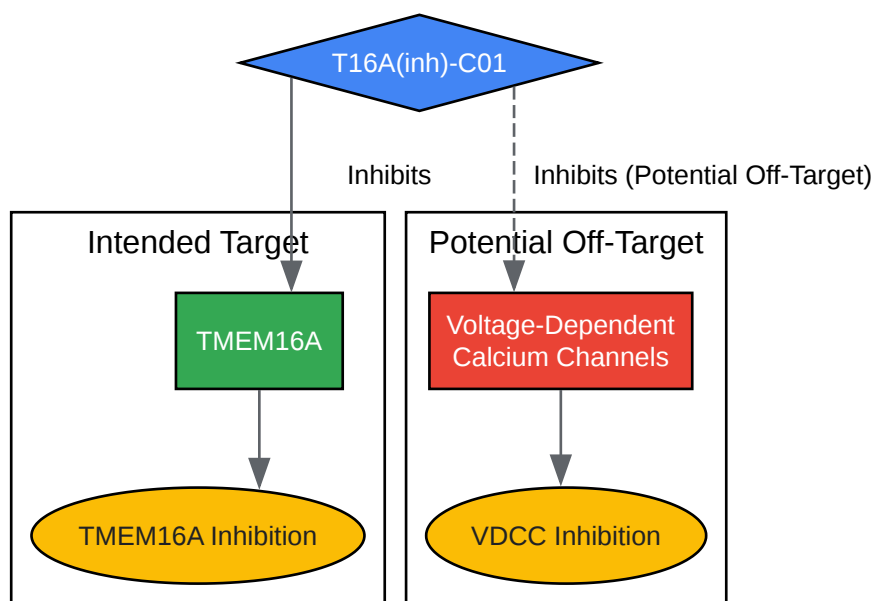 T16A(inh)-C01
Inhibits
Inhibits (Potential Off-Target)
Intended Target
Potential Off-Target
TMEM16A
Voltage-Dependent
Calcium Channels
TMEM16A Inhibition
VDCC Inhibition